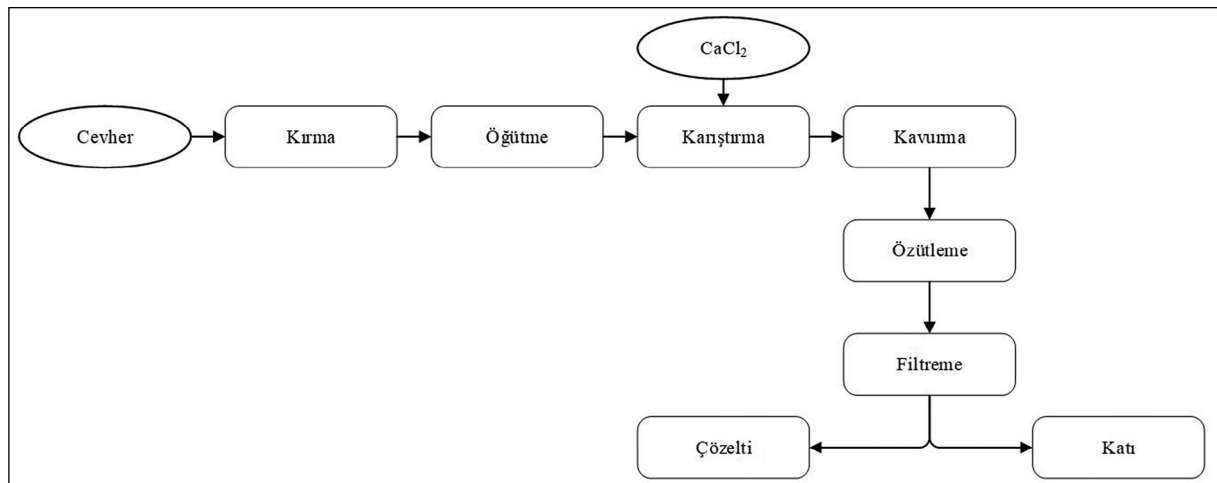 CaCl₂
Cevher
Kırma
Öğütme
Karıştırma
Kavurma
Özütleme
Filtreme
Çözelti
Katı